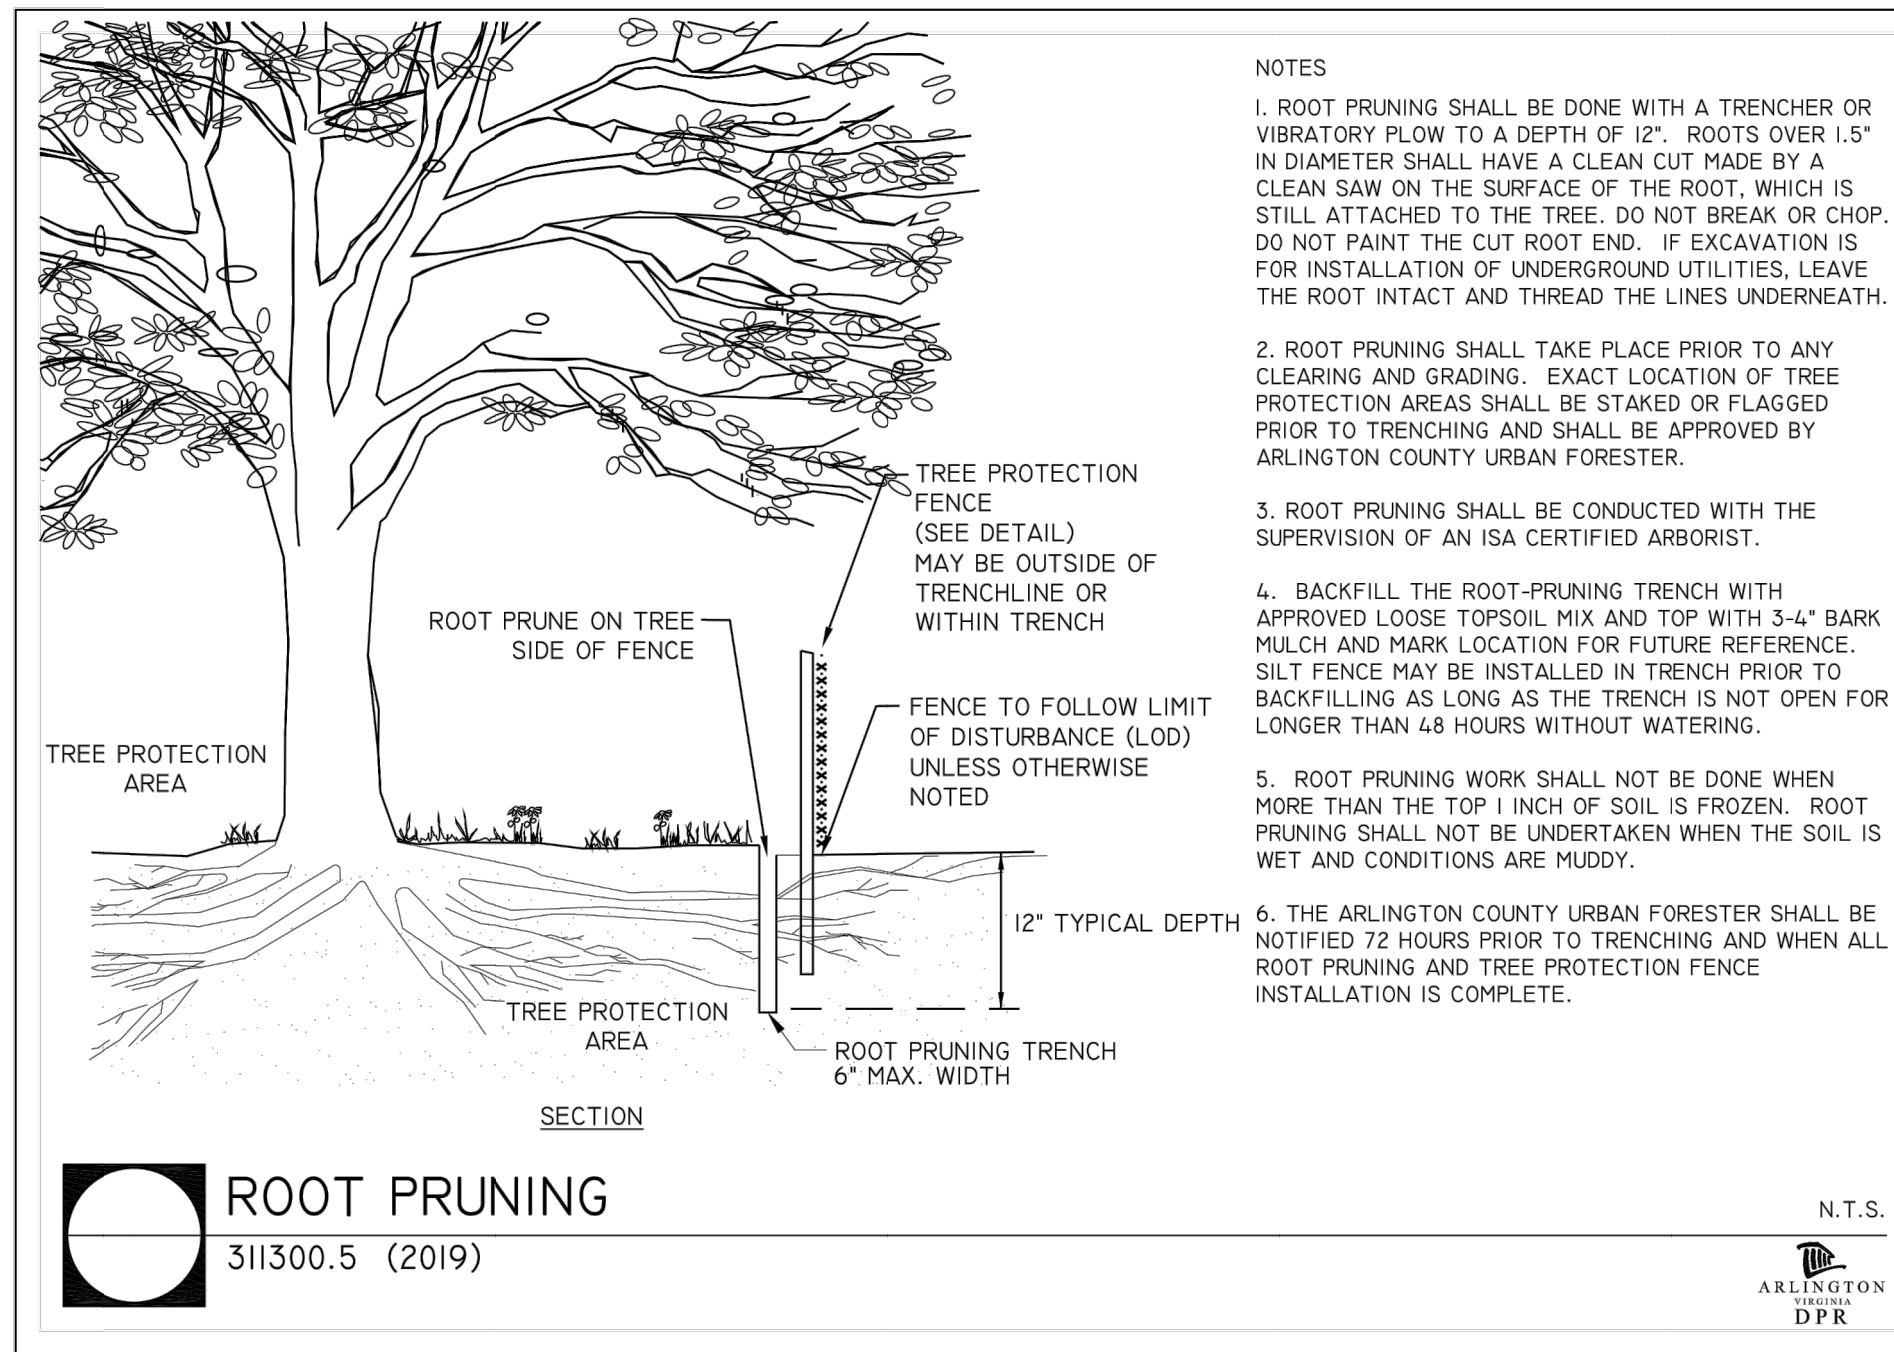 NOTES
1. ROOT PRUNING SHALL BE DONE WITH A TRENCHER OR
VIBRATORY PLOW TO A DEPTH OF 12".  ROOTS OVER 1.5"
IN DIAMETER SHALL HAVE A CLEAN CUT MADE BY A
CLEAN SAW ON THE SURFACE OF THE ROOT, WHICH IS
STILL ATTACHED TO THE TREE. DO NOT BREAK OR CHOP.
DO NOT PAINT THE CUT ROOT END.  IF EXCAVATION IS
FOR INSTALLATION OF UNDERGROUND UTILITIES, LEAVE
THE ROOT INTACT AND THREAD THE LINES UNDERNEATH.
2. ROOT PRUNING SHALL TAKE PLACE PRIOR TO ANY
CLEARING AND GRADING.  EXACT LOCATION OF TREE
PROTECTION AREAS SHALL BE STAKED OR FLAGGED
PRIOR TO TRENCHING AND SHALL BE APPROVED BY
ARLINGTON COUNTY URBAN FORESTER.
3. ROOT PRUNING SHALL BE CONDUCTED WITH THE
SUPERVISION OF AN ISA CERTIFIED ARBORIST.
4.  BACKFILL THE ROOT-PRUNING TRENCH WITH
APPROVED LOOSE TOPSOIL MIX AND TOP WITH 3-4" BARK
MULCH AND MARK LOCATION FOR FUTURE REFERENCE.
SILT FENCE MAY BE INSTALLED IN TRENCH PRIOR TO
BACKFILLING AS LONG AS THE TRENCH IS NOT OPEN FOR
LONGER THAN 48 HOURS WITHOUT WATERING.
5.  ROOT PRUNING WORK SHALL NOT BE DONE WHEN
MORE THAN THE TOP 1 INCH OF SOIL IS FROZEN.  ROOT
PRUNING SHALL NOT BE UNDERTAKEN WHEN THE SOIL IS
WET AND CONDITIONS ARE MUDDY.
6. THE ARLINGTON COUNTY URBAN FORESTER SHALL BE
NOTIFIED 72 HOURS PRIOR TO TRENCHING AND WHEN ALL
ROOT PRUNING AND TREE PROTECTION FENCE
INSTALLATION IS COMPLETE.
TREE PROTECTION
FENCE
(SEE DETAIL)
MAY BE OUTSIDE OF
TRENCHLINE OR
WITHIN TRENCH
ROOT PRUNE ON TREE
SIDE OF FENCE
FENCE TO FOLLOW LIMIT
OF DISTURBANCE (LOD)
UNLESS OTHERWISE
NOTED
TREE PROTECTION
AREA
12" TYPICAL DEPTH
TREE PROTECTION
AREA
ROOT PRUNING TRENCH
6" MAX. WIDTH
SECTION
ROOT PRUNING
N.T.S.
311300.5  (2019)
ARLINGTON
VIRGINIA
DPR